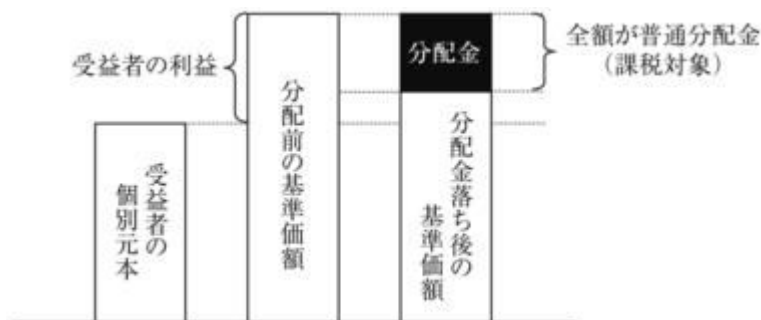 受益者の利益
受益者の
個別元本
分配前の基準価額
分配金
分配金落ち後の
基準価額
全額が普通分配金
（課税対象）